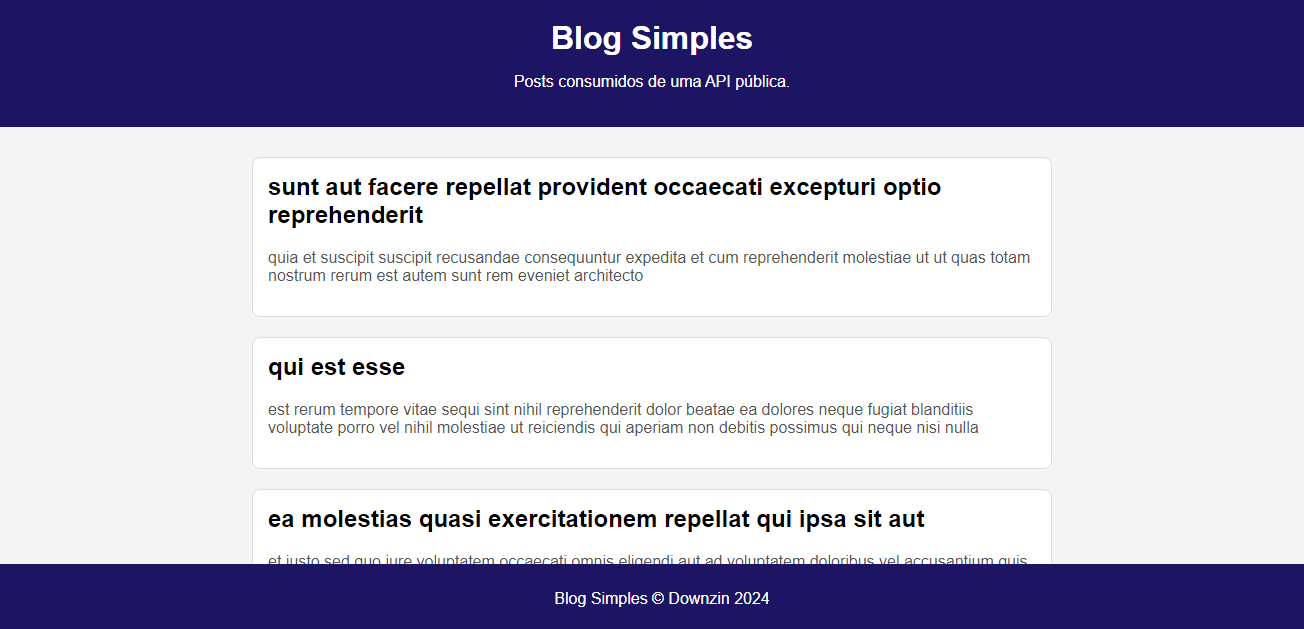 Blog Simples
Posts consumidos de uma API pública.
sunt aut facere repellat provident occaecati excepturi optio
reprehenderit
quia et suscipit suscipit recusandae consequuntur expedita et cum reprehenderit molestiae ut ut quas totam
nostrum rerum est autem sunt rem eveniet architecto
qui est esse
est rerum tempore vitae sequi sint nihil reprehenderit dolor beatae ea dolores neque fugiat blanditiis
voluptate porro vel nihil molestiae ut reiciendis qui aperiam non debitis possimus qui neque nisi nulla
ea molestias quasi exercitationem repellat qui ipsa sit aut
et iusto sed quo iure voluptatem occaecati omnis eligendi aut ad voluptatem doloribus vel accusantium quis
Blog Simples © Downzin 2024